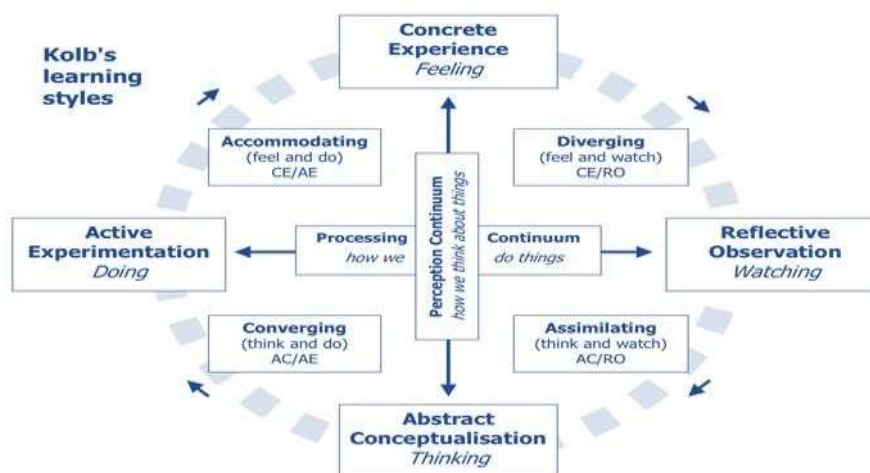 Kolb's
learning
styles
Concrete
Experience
Feeling
Accommodating
(feel and do)
CE/AE
Diverging
(feel and watch)
CE/RO
Active
Experimentation
Doing
Processing
how we
Perception Continuum
how we think about things
Continuum
do things
Reflective
Observation
Watching
Converging
(think and do)
AC/AE
Assimilating
(think and watch)
AC/RO
Abstract
Conceptualisation
Thinking